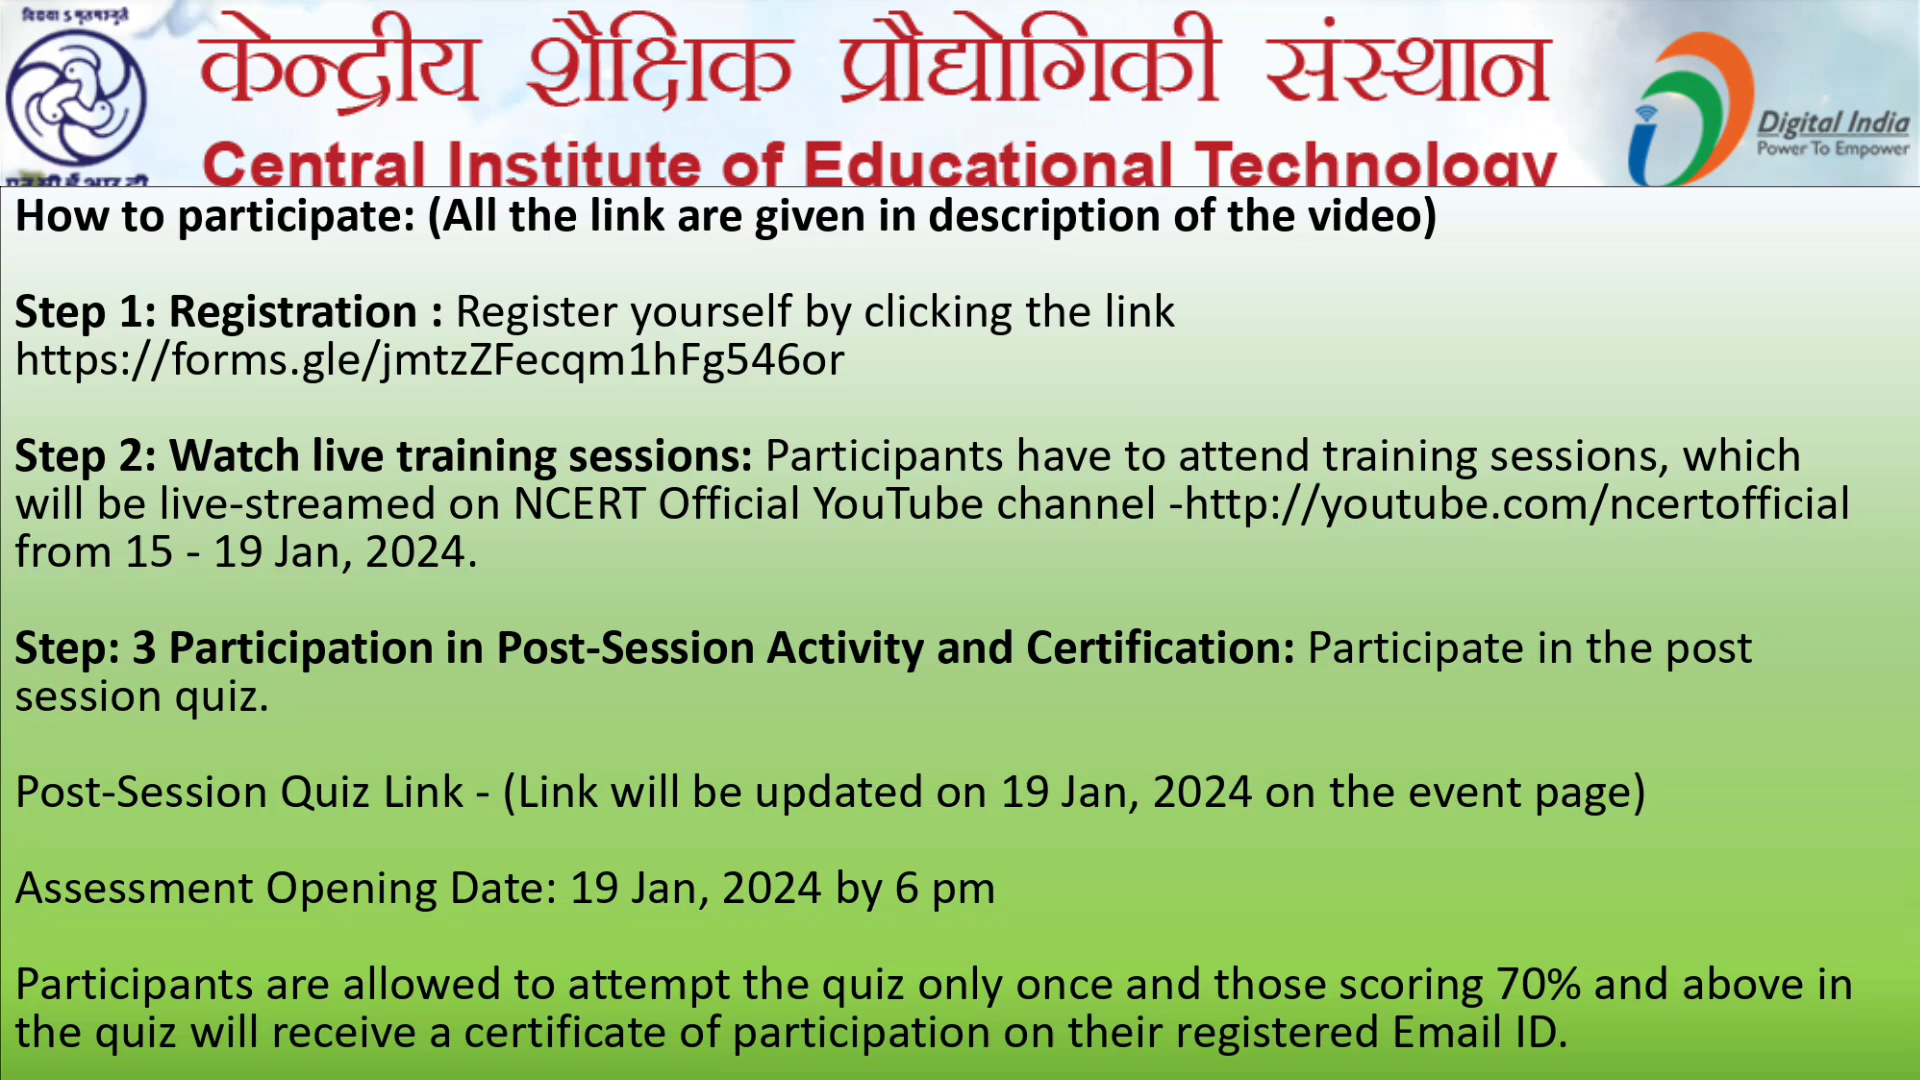 विद्यया ऽ मृतमश्नुते
केन्द्रीय शैक्षिक प्रौद्योगिकी संस्थान
Central Institute of Educational Technology
Digital India
Power To Empower
एन सी ई आर टी
How to participate: (All the link are given in description of the video)
Step 1: Registration : Register yourself by clicking the link
https://forms.gle/jmtzZFecqm1hFg546or
Step 2: Watch live training sessions: Participants have to attend training sessions, which
will be live-streamed on NCERT Official YouTube channel -http://youtube.com/ncertofficial
from 15 - 19 Jan, 2024.
Step: 3 Participation in Post-Session Activity and Certification: Participate in the post
session quiz.
Post-Session Quiz Link - (Link will be updated on 19 Jan, 2024 on the event page)
Assessment Opening Date: 19 Jan, 2024 by 6 pm
Participants are allowed to attempt the quiz only once and those scoring 70% and above in
the quiz will receive a certificate of participation on their registered Email ID.